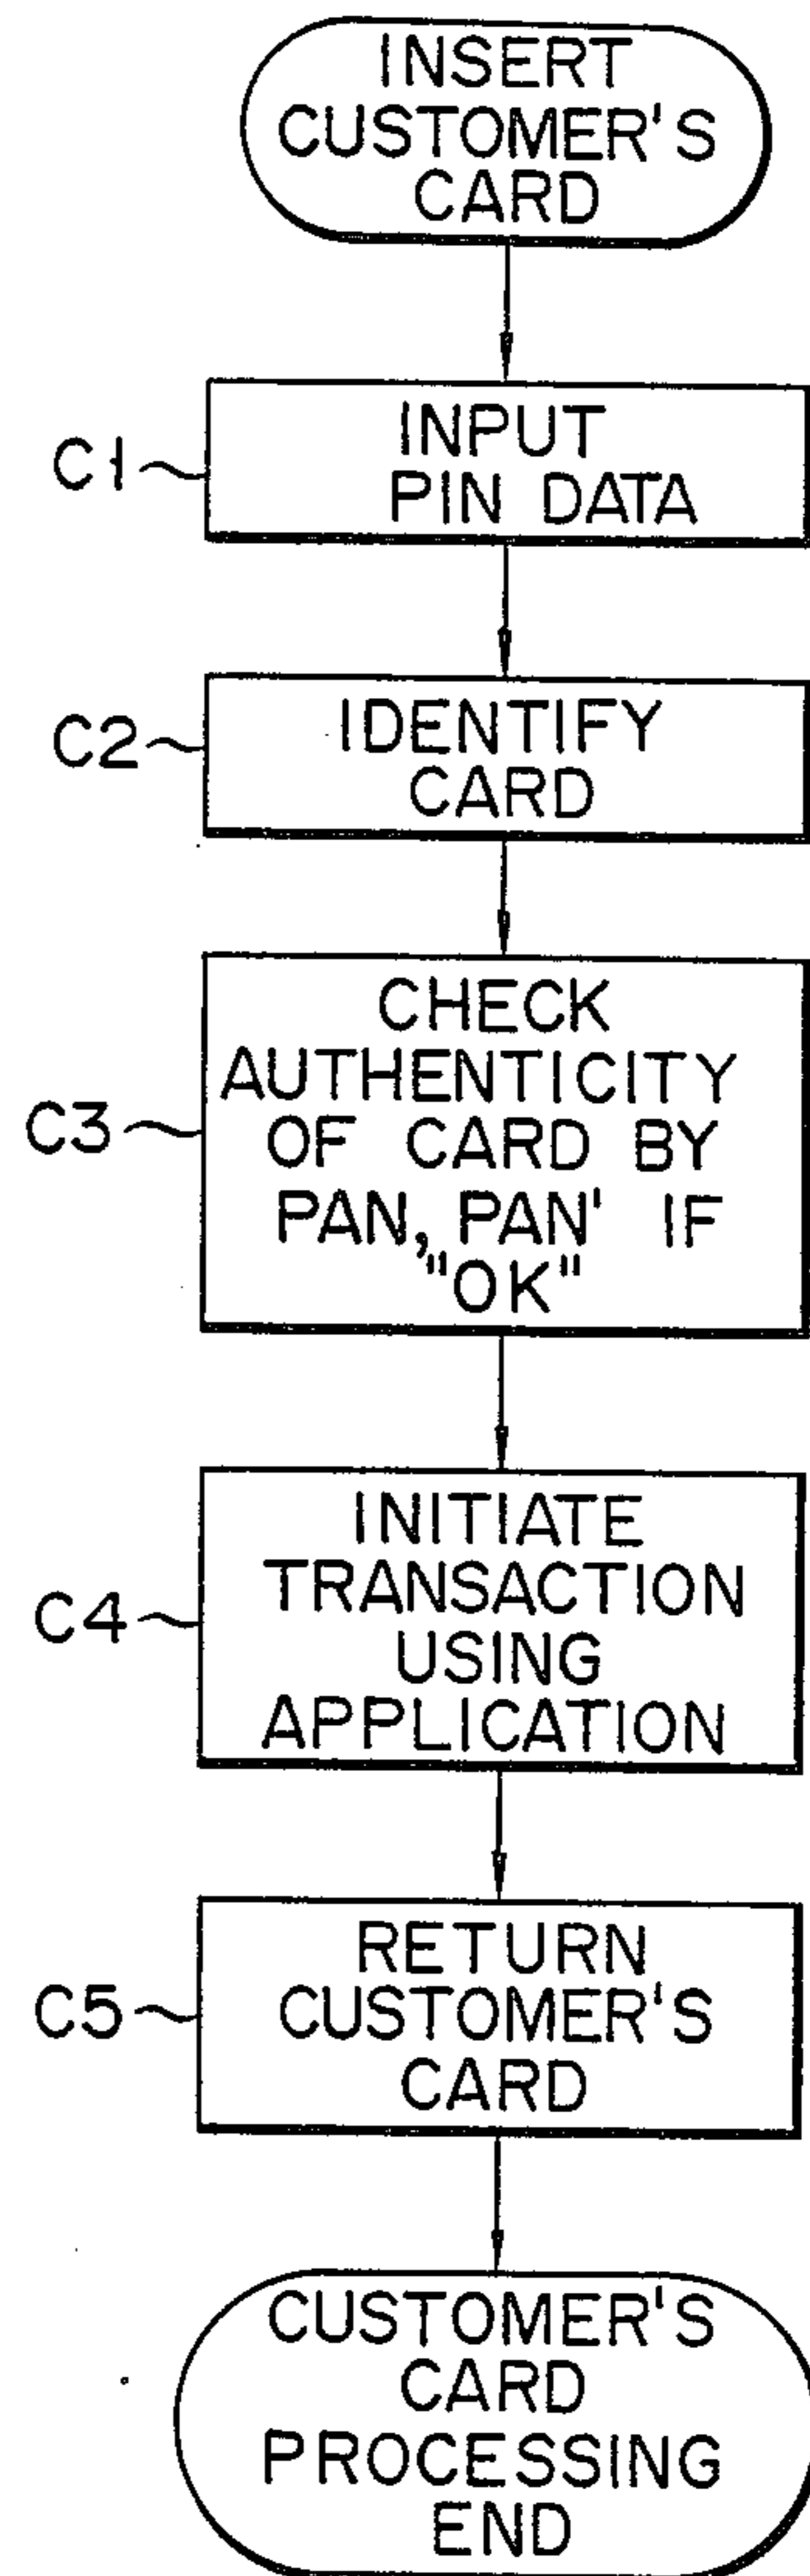 INSERT
CUSTOMER'S
CARD
INPUT
C1
PIN DATA
IDENTIFY
C2
CARD
CHECK
AUTHENTICITY
C3
OF CARD BY
PAN, PAN' IF
"OK"
INITIATE
TRANSACTION
C4
USING
APPLICATION
RETURN
C5
CUSTOMER'S
CARD
CUSTOMER'S
CARD
PROCESSING
END